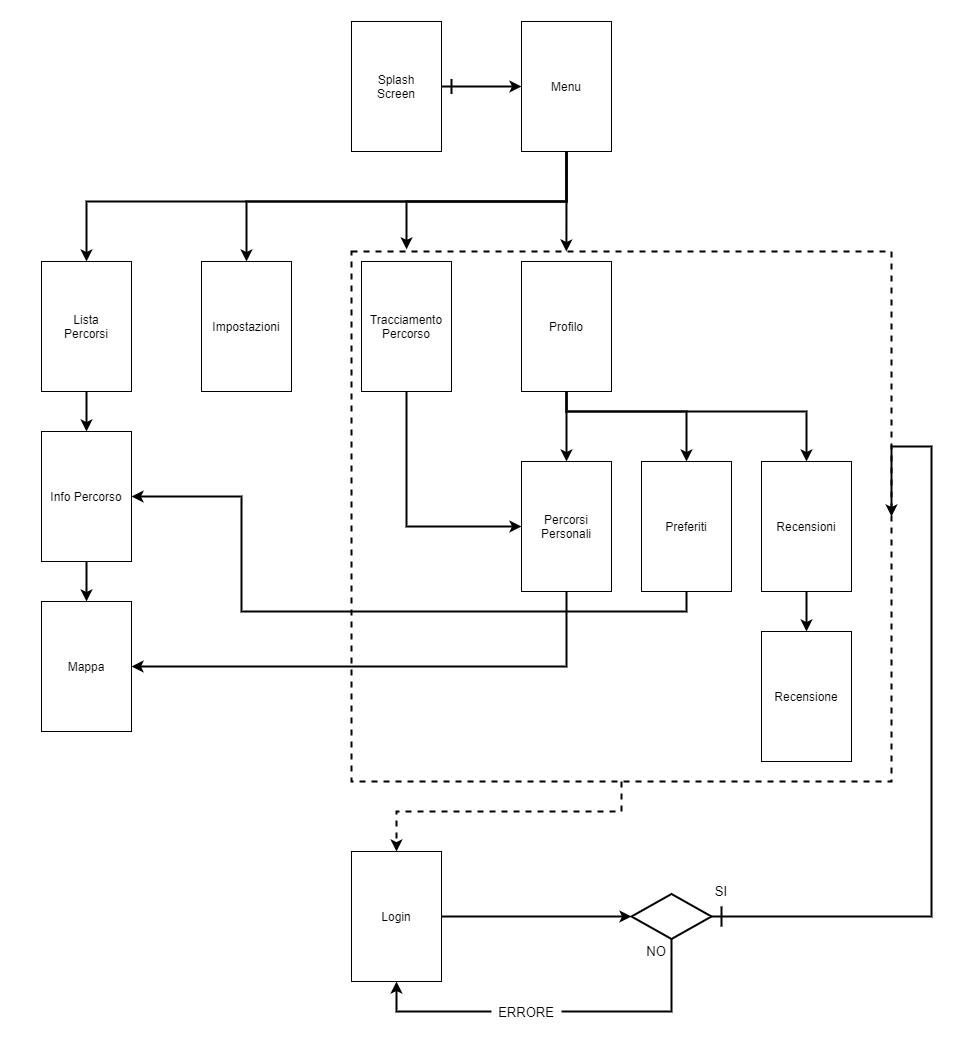 Splash
Screen
Menu
Lista
Percorsi
Impostazioni
Tracciamento
Percorso
Profilo
Info Percorso
Percorsi
Personali
Preferiti
Recensioni
Mappa
Recensione
Login
SI
NO
ERRORE